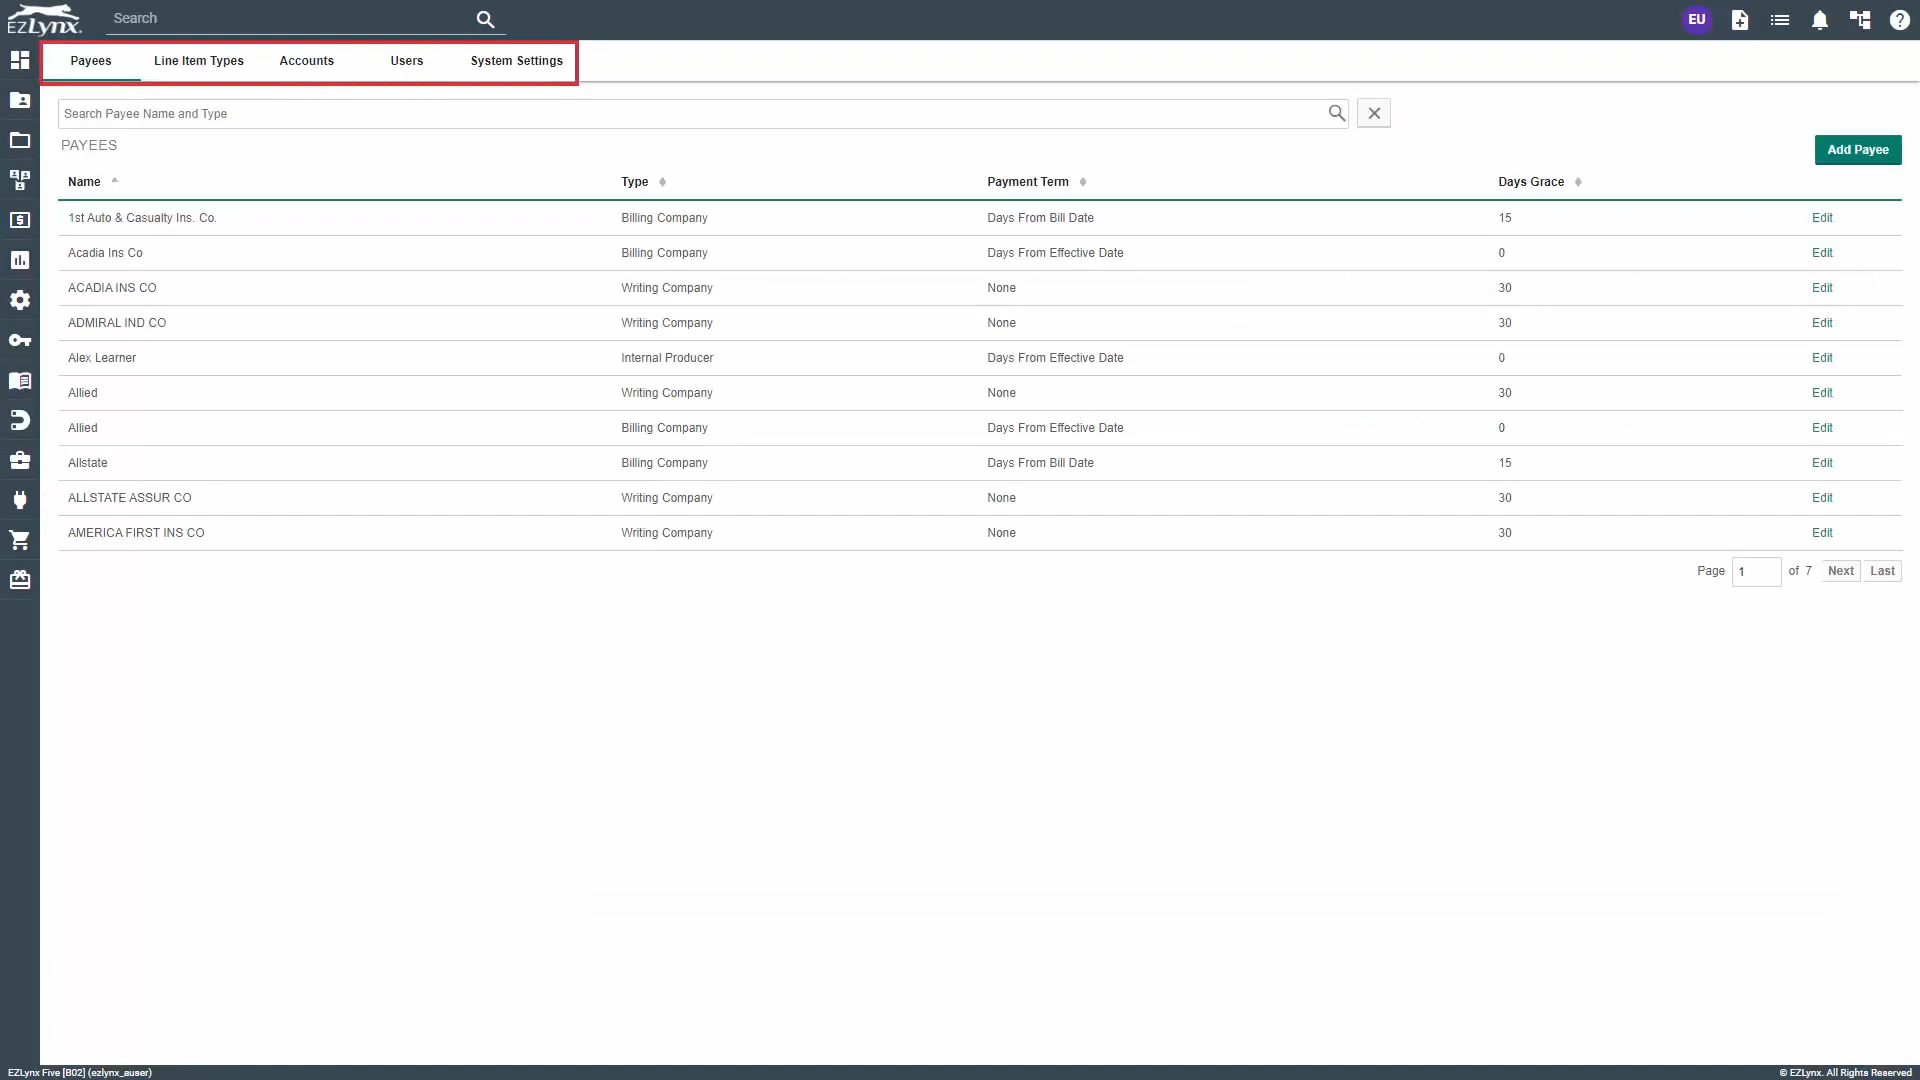 EZLynx. Search EU
Payees Line Item Types Accounts Users System Settings
Search Payee Name and Type
PAYEES
Add Payee
Name Type Payment Term Days Grace
1st Auto & Casualty Ins. Co. Billing Company Days From Bill Date 15 Edit
Acadia Ins Co Billing Company Days From Effective Date 0 Edit
ACADIA INS CO Writing Company None 30 Edit
ADMIRAL IND CO Writing Company None 30 Edit
Alex Learner Internal Producer Days From Effective Date 0 Edit
Allied Writing Company None 30 Edit
Allied Billing Company Days From Effective Date 0 Edit
Allstate Billing Company Days From Bill Date 15 Edit
ALLSTATE ASSUR CO Writing Company None 30 Edit
AMERICA FIRST INS CO Writing Company None 30 Edit
Page 1 of 7 Next Last
EZLynx Five [B02] (ezlynx_auser) © EZLynx. All Rights Reserved